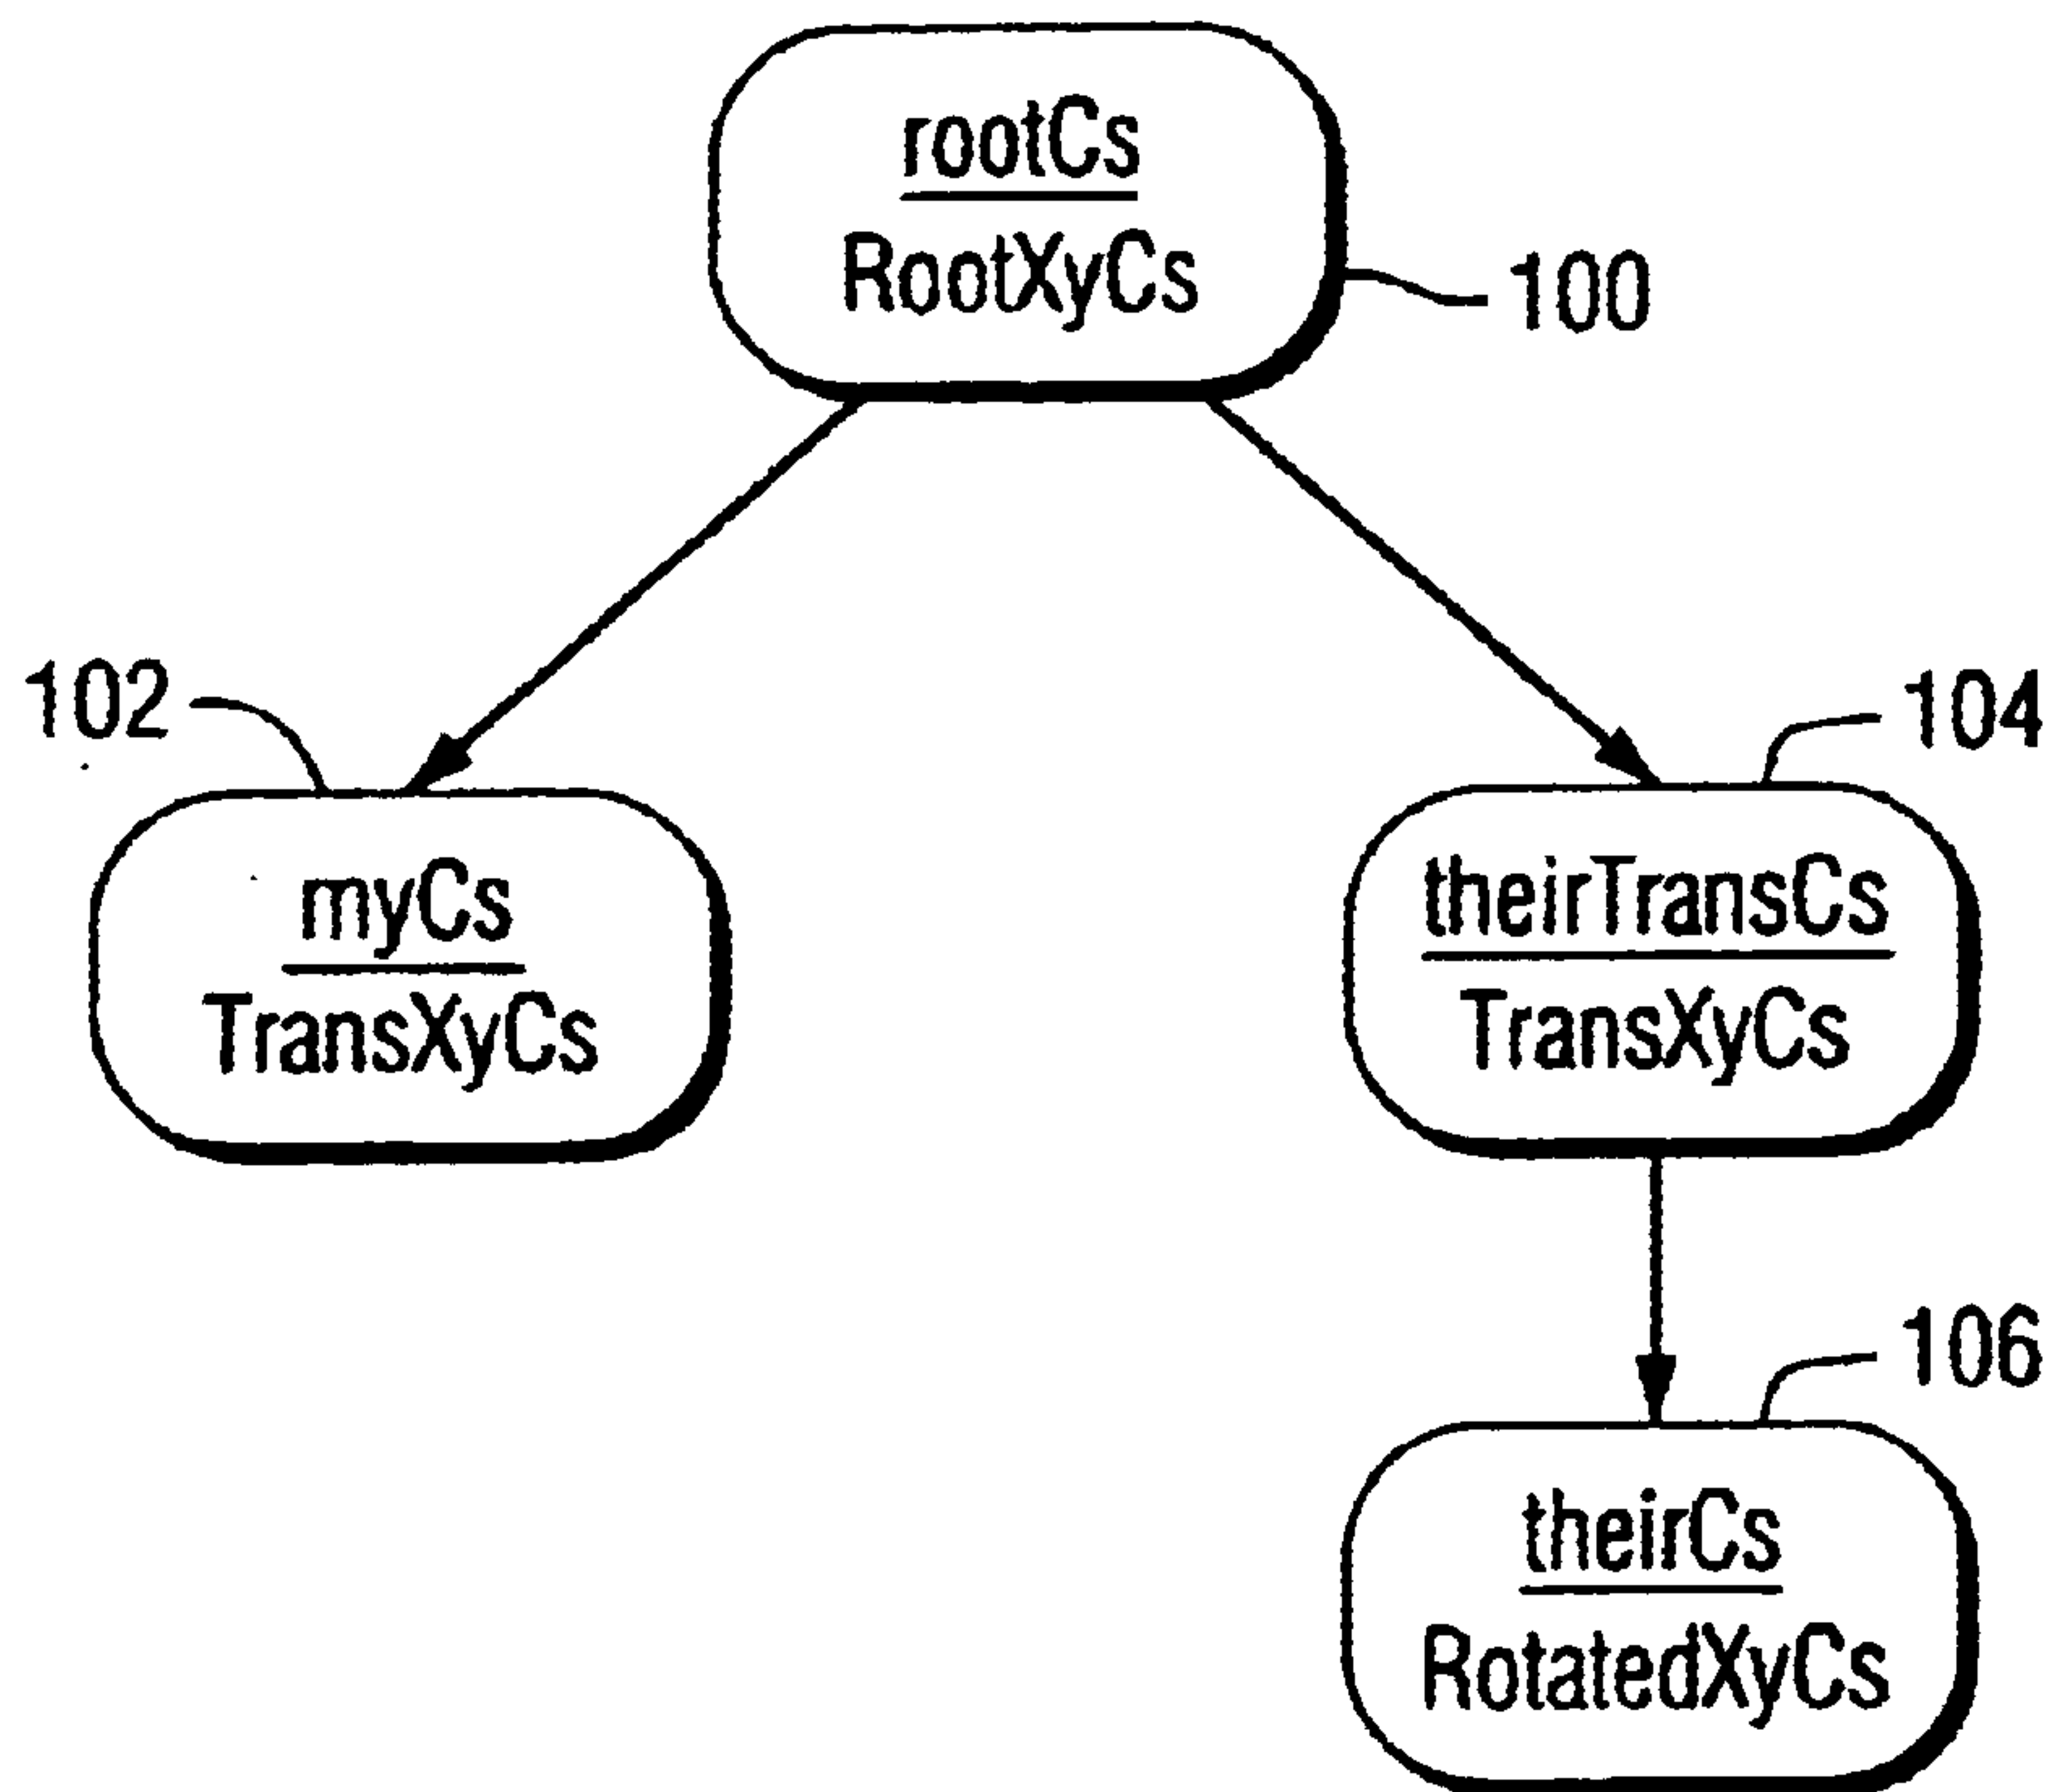 rootCs
RootXyCs
100
102
104
myCs
TransXyCs
theirTransCs
TransXyCs
106
theirCs
RotatedXyCs